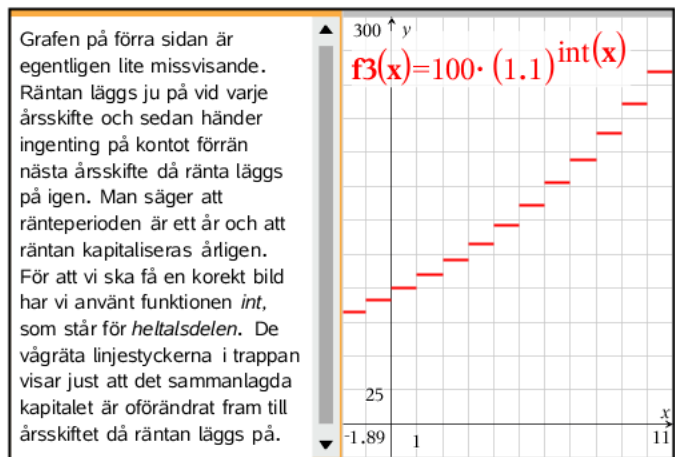 Grafen på förra sidan är
egentligen lite missvisande.
Räntan läggs ju på vid varje
årsskifte och sedan händer
ingenting på kontot förrän
nästa årsskifte då ränta läggs
på igen. Man säger att
ränteperioden är ett år och att
räntan kapitaliseras årligen.
För att vi ska få en korekt bild
har vi använt funktionen int,
som står för heltalsdelen. De
vågräta linjestyckerna i trappan
visar just att det sammanlagda
kapitalet är oförändrat fram till
årsskiftet då räntan läggs på.
300 y
f3(x)=100·(1.1)^int(x)
25
x
-1.89 1 11